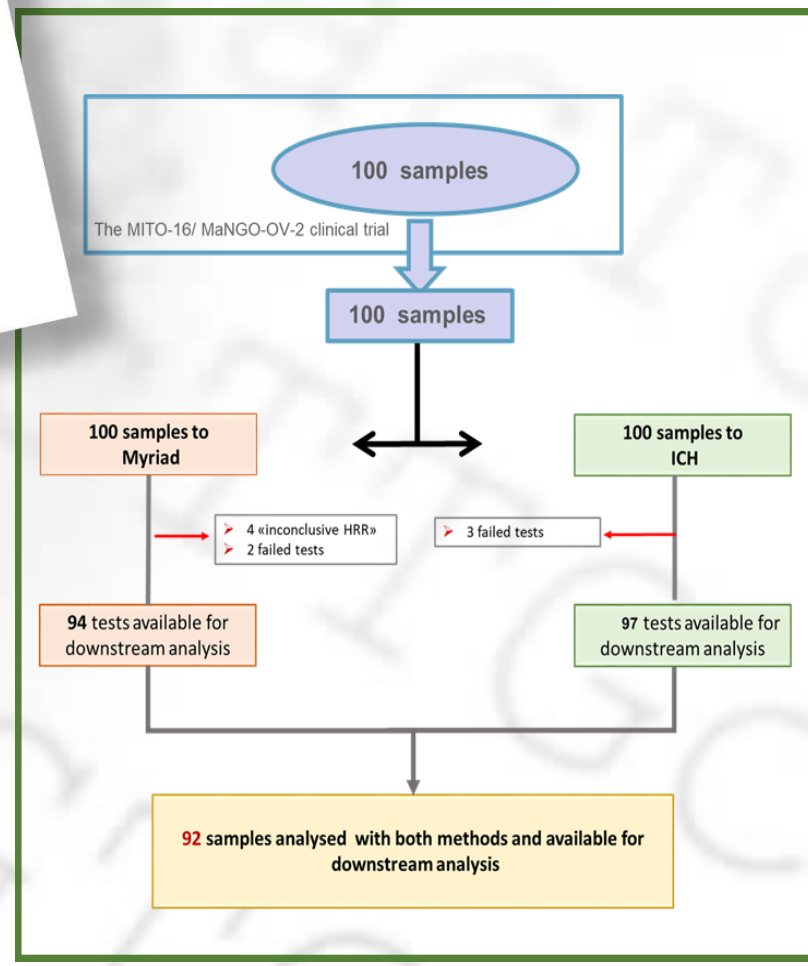 100 samples
The MITO-16/ MaNGO-OV-2 clinical trial
100 samples
100 samples to
Myriad
100 samples to
ICH
➢ 4 «inconclusive HRR»
➢ 2 failed tests
➢ 3 failed tests
94 tests available for
downstream analysis
97 tests available for
downstream analysis
92 samples analysed with both methods and available for
downstream analysis